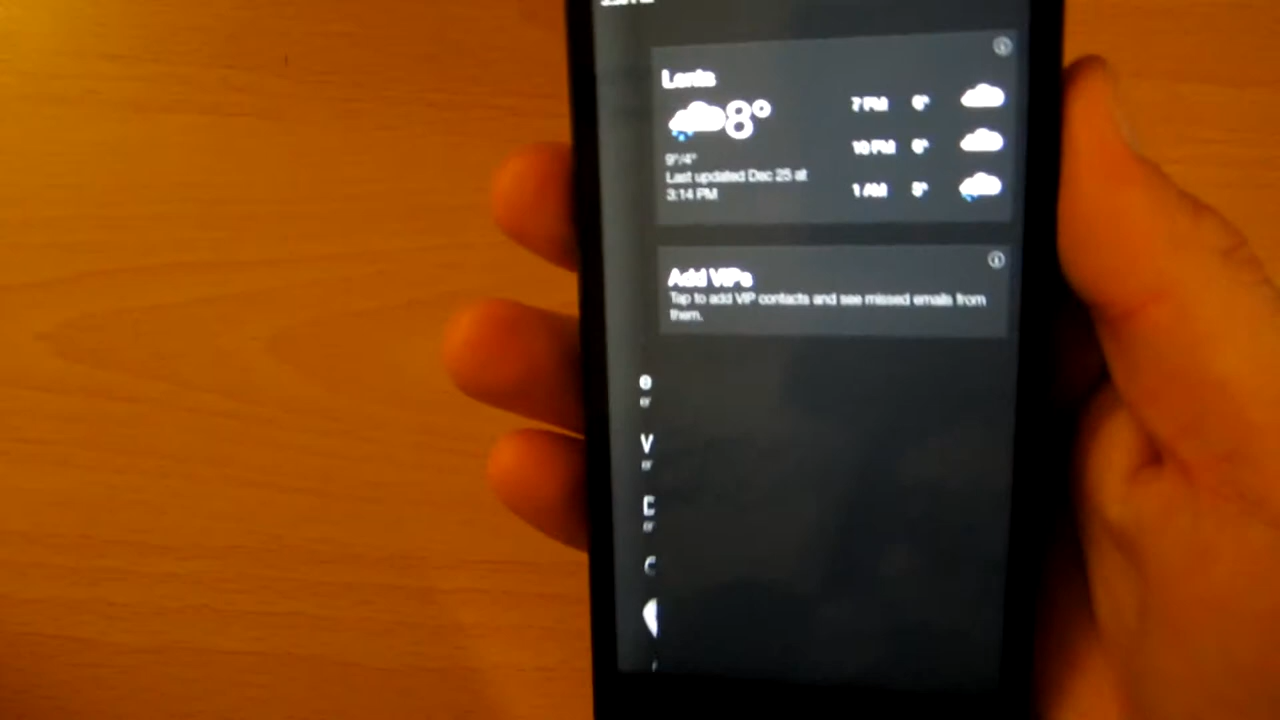 8°
7 PM 6°
9°/4°
10 PM 6°
Last updated Dec 25 at
3:14 PM
1 AM 5°
Add VIPs
Tap to add VIP contacts and see missed emails from
them.
V